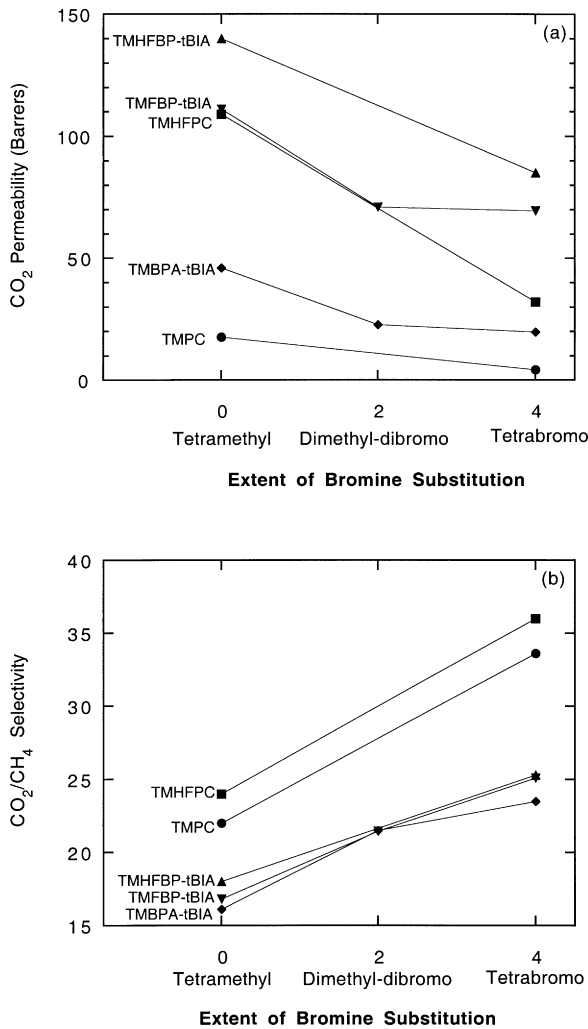 150
(a)
TMHFBP-tBIA
TMFBP-tBIA
100
TMHFPC
CO2 Permeability (Barrers)
50
TMBPA-tBIA
TMPC
0
0 2 4
Tetramethyl Dimethyl-dibromo Tetrabromo
Extent of Bromine Substitution
40
(b)
35
30
CO2/CH4 Selectivity
25
TMHFPC
TMPC
20
TMHFBP-tBIA
TMFBP-tBIA
TMBPA-tBIA
15
0 2 4
Tetramethyl Dimethyl-dibromo Tetrabromo
Extent of Bromine Substitution